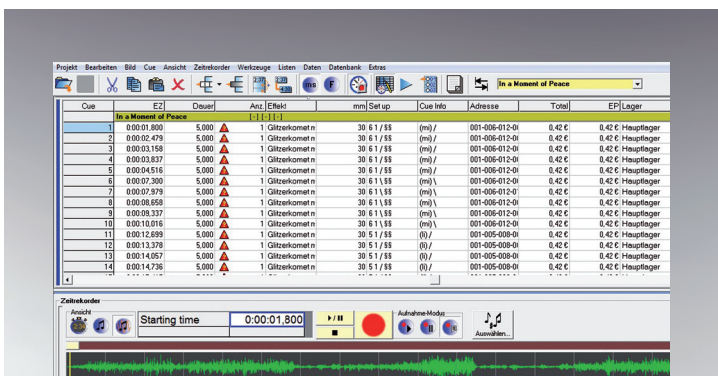 Projekt Bearbeiten Bild Cue Ansicht Zeitrekorder Werkzeuge Listen Daten Datenbank Extras
ms F In a Moment of Peace
Cue EZ Dauer Anz. Effekt mm Set up Cue Info Adresse Total EP Lager
In a Moment of Peace [ - ] [ - ] [ - ]
1 0:00:01,800 5,000 1 Glitzerkomet n 30 6 1 / §§ (mi) / 001-006-012-00 0,42 € 0,42 € Hauptlager
2 0:00:02,479 5,000 1 Glitzerkomet n 30 6 1 / §§ (mi) / 001-006-012-00 0,42 € 0,42 € Hauptlager
3 0:00:03,158 5,000 1 Glitzerkomet n 30 6 1 / §§ (mi) / 001-006-012-00 0,42 € 0,42 € Hauptlager
4 0:00:03,837 5,000 1 Glitzerkomet n 30 6 1 / §§ (mi) / 001-006-012-00 0,42 € 0,42 € Hauptlager
5 0:00:04,516 5,000 1 Glitzerkomet n 30 6 1 / §§ (mi) / 001-006-012-00 0,42 € 0,42 € Hauptlager
6 0:00:07,300 5,000 1 Glitzerkomet n 30 6 1 \ §§ (mi) \ 001-006-012-00 0,42 € 0,42 € Hauptlager
7 0:00:07,979 5,000 1 Glitzerkomet n 30 6 1 \ §§ (mi) \ 001-006-012-07 0,42 € 0,42 € Hauptlager
8 0:00:08,658 5,000 1 Glitzerkomet n 30 6 1 \ §§ (mi) \ 001-006-012-00 0,42 € 0,42 € Hauptlager
9 0:00:09,337 5,000 1 Glitzerkomet n 30 6 1 \ §§ (mi) \ 001-006-012-00 0,42 € 0,42 € Hauptlager
10 0:00:10,016 5,000 1 Glitzerkomet n 30 6 1 \ §§ (mi) \ 001-006-012-00 0,42 € 0,42 € Hauptlager
11 0:00:12,699 5,000 1 Glitzerkomet n 30 5 1 / §§ (li) / 001-005-008-00 0,42 € 0,42 € Hauptlager
12 0:00:13,378 5,000 1 Glitzerkomet n 30 5 1 / §§ (li) / 001-005-008-00 0,42 € 0,42 € Hauptlager
13 0:00:14,057 5,000 1 Glitzerkomet n 30 5 1 / §§ (li) / 001-005-008-00 0,42 € 0,42 € Hauptlager
14 0:00:14,736 5,000 1 Glitzerkomet n 30 5 1 / §§ (li) / 001-005-008-00 0,42 € 0,42 € Hauptlager
Zeitrekorder
Ansicht Aufnahme-Modus
Starting time 0:00:01,800
Auswählen...